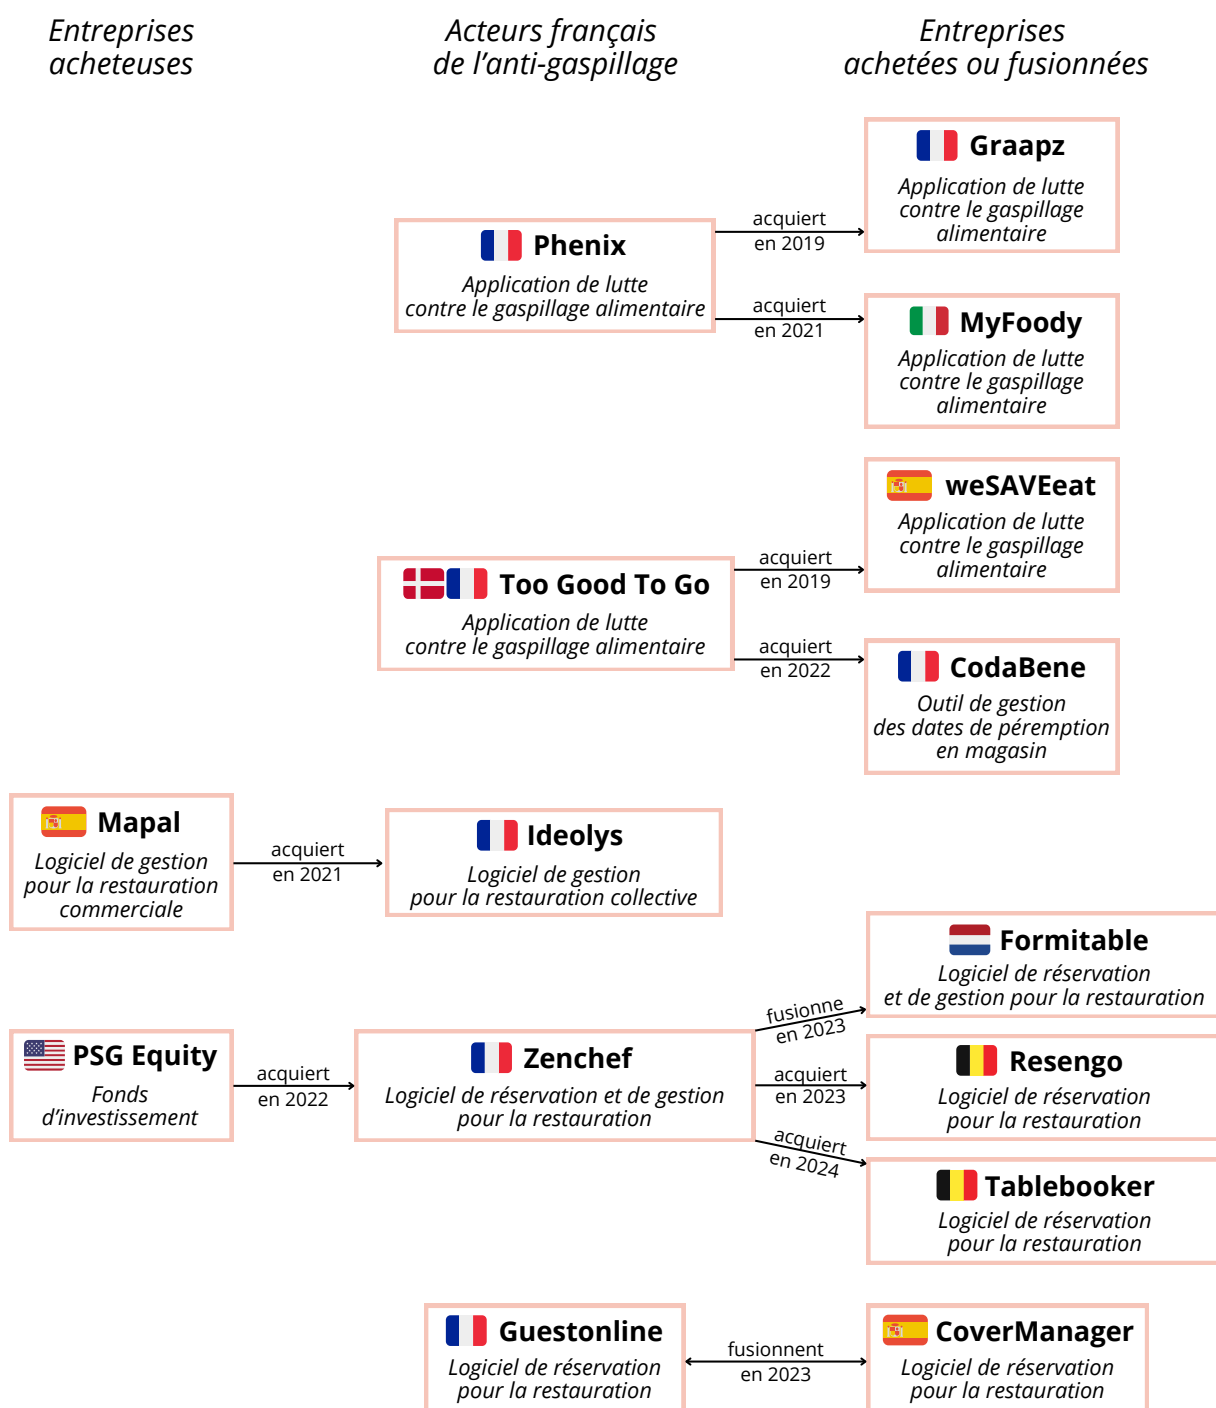 Entreprises
acheteuses
Acteurs français
de l'anti-gaspillage
Entreprises
achetées ou fusionnées
Phenix
Application de lutte
contre le gaspillage alimentaire
acquiert
en 2019
Graapz
Application de lutte
contre le gaspillage
alimentaire
acquiert
en 2021
MyFoody
Application de lutte
contre le gaspillage
alimentaire
Too Good To Go
Application de lutte
contre le gaspillage alimentaire
acquiert
en 2019
weSAVEeat
Application de lutte
contre le gaspillage
alimentaire
acquiert
en 2022
CodaBene
Outil de gestion
des dates de péremption
en magasin
Mapal
Logiciel de gestion
pour la restauration
commerciale
acquiert
en 2021
Ideolys
Logiciel de gestion
pour la restauration collective
PSG Equity
Fonds
d'investissement
acquiert
en 2022
Zenchef
Logiciel de réservation et de gestion
pour la restauration
fusionne
en 2023
Formitable
Logiciel de réservation
et de gestion pour la restauration
acquiert
en 2023
Resengo
Logiciel de réservation
pour la restauration
acquiert
en 2024
Tablebooker
Logiciel de réservation
pour la restauration
Guestonline
Logiciel de réservation
pour la restauration
fusionnent
en 2023
CoverManager
Logiciel de réservation
pour la restauration